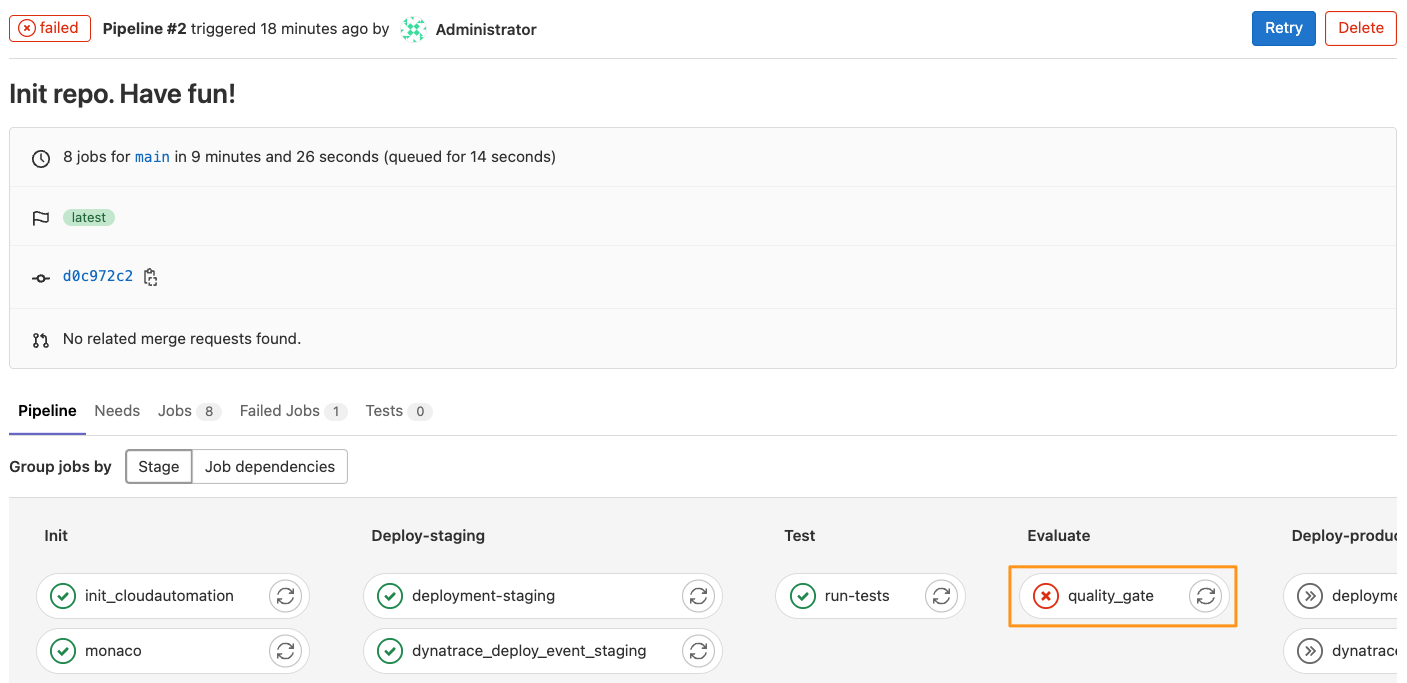 failed Pipeline #2 triggered 18 minutes ago by Administrator Retry Delete
Init repo. Have fun!
8 jobs for main in 9 minutes and 26 seconds (queued for 14 seconds)
latest
d0c972c2
No related merge requests found.
Pipeline Needs Jobs 8 Failed Jobs 1 Tests 0
Group jobs by Stage Job dependencies
Init Deploy-staging Test Evaluate Deploy-produc
init_cloudautomation deployment-staging run-tests quality_gate deployme
monaco dynatrace_deploy_event_staging dynatrace